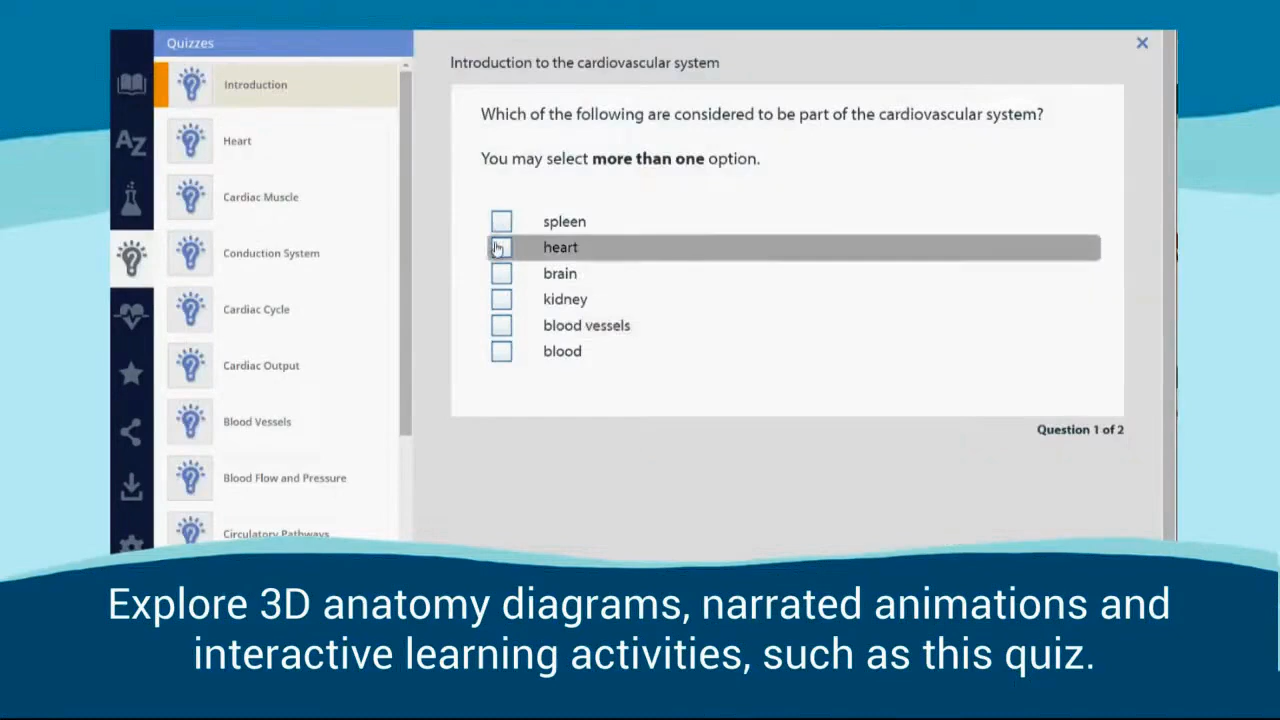 Quizzes
Introduction
Heart
Cardiac Muscle
Conduction System
Cardiac Cycle
Cardiac Output
Blood Vessels
Blood Flow and Pressure
Circulatory Pathways
AZ
Introduction to the cardiovascular system
Which of the following are considered to be part of the cardiovascular system?
You may select more than one option.
spleen
heart
brain
kidney
blood vessels
blood
Question 1 of 2
Explore 3D anatomy diagrams, narrated animations and
interactive learning activities, such as this quiz.